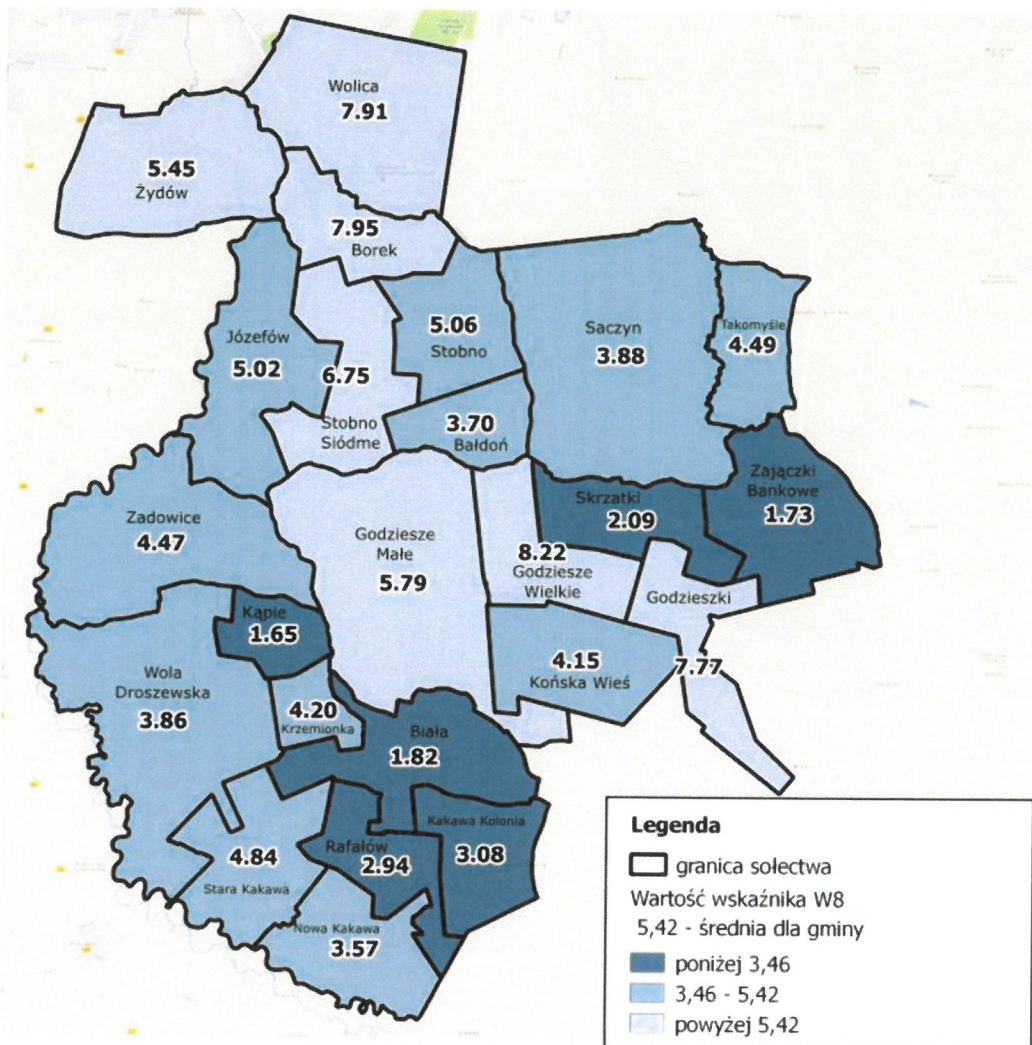 Wolica
7.91
5.45
Żydów
7.95
Borek
Józefów
5.02
6.75
Stobno
Siódme
5.06
Stobno
Saczyn
3.88
Takomyśle
4.49
3.70
Bałdoń
Zajączki
Bankowe
1.73
Skrzatki
2.09
Zadowice
4.47
Godziesze
Małe
5.79
8.22
Godziesze
Wielkie
Godzieszki
7.77
Kąpie
1.65
4.15
Końska Wieś
Wola
Droszewska
3.86
4.20
Krzemionka
Biała
1.82
Kakawa Kolonia
3.08
Rafałów
2.94
4.84
Stara Kakawa
Nowa Kakawa
3.57
Legenda
granica sołectwa
Wartość wskaźnika W8
5,42 - średnia dla gminy
poniżej 3,46
3,46 - 5,42
powyżej 5,42